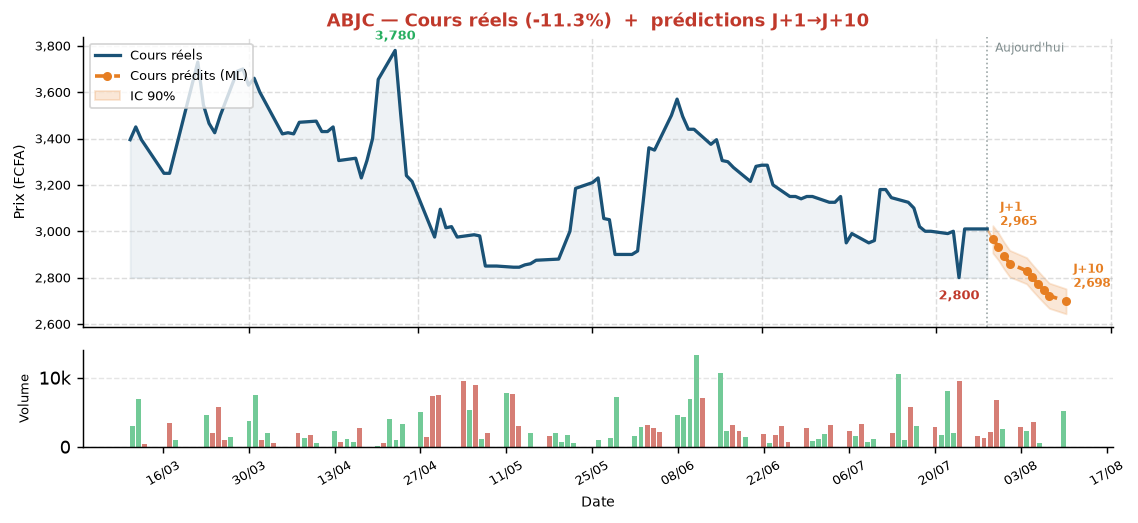 ABJC — Cours réels (-11.3%)  +  prédictions J+1→J+10
Prix (FCFA)
3,800
3,600
3,400
3,200
3,000
2,800
2,600
Cours réels
Cours prédits (ML)
IC 90%
3,780
Aujourd'hui
J+1
2,965
J+10
2,698
2,800
Volume
10k
0
16/03
30/03
13/04
27/04
11/05
25/05
08/06
22/06
06/07
20/07
03/08
17/08
Date